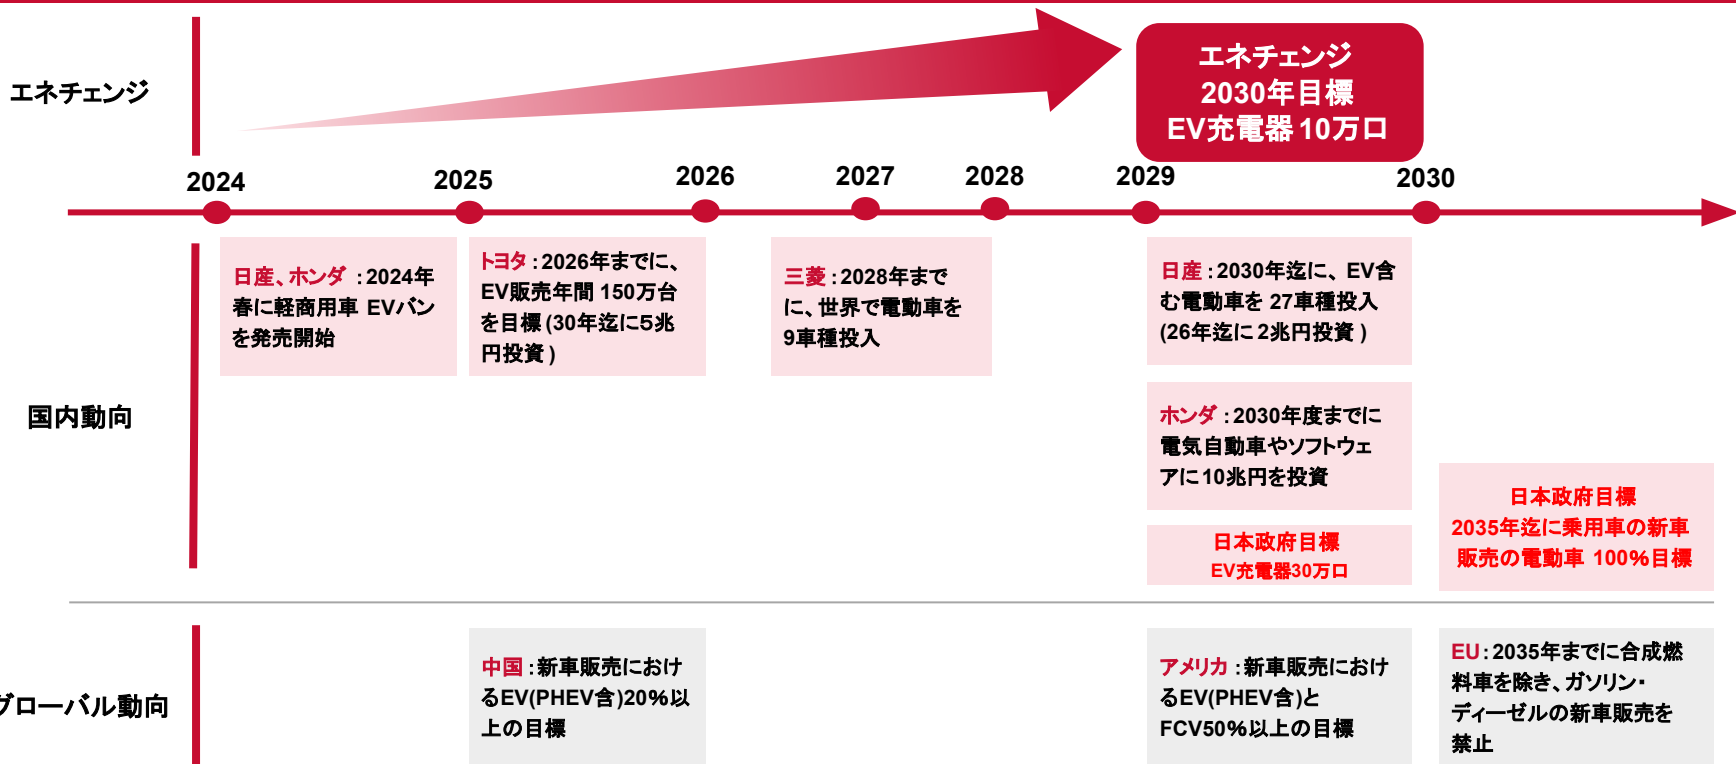 エネチェンジ
エネチェンジ
2030年目標
EV充電器 10万口
2024
2025
2026
2027
2028
2029
2030
国内動向
日産、ホンダ：2024年
春に軽商用車 EVバン
を発売開始
トヨタ：2026年までに、
EV販売年間 150万台
を目標 (30年迄に5兆
円投資 )
三菱：2028年まで
に、世界で電動車を
9車種投入
日産：2030年迄に、EV含
む電動車を 27車種投入
(26年迄に 2兆円投資 )
ホンダ：2030年度までに
電気自動車やソフトウェ
アに10兆円を投資
日本政府目標
EV充電器30万口
日本政府目標
2035年迄に乗用車の新車
販売の電動車 100%目標
グローバル動向
中国：新車販売におけ
るEV(PHEV含)20%以
上の目標
アメリカ：新車販売におけ
るEV(PHEV含)と
FCV50%以上の目標
EU：2035年までに合成燃
料車を除き、ガソリン・
ディーゼルの新車販売を
禁止